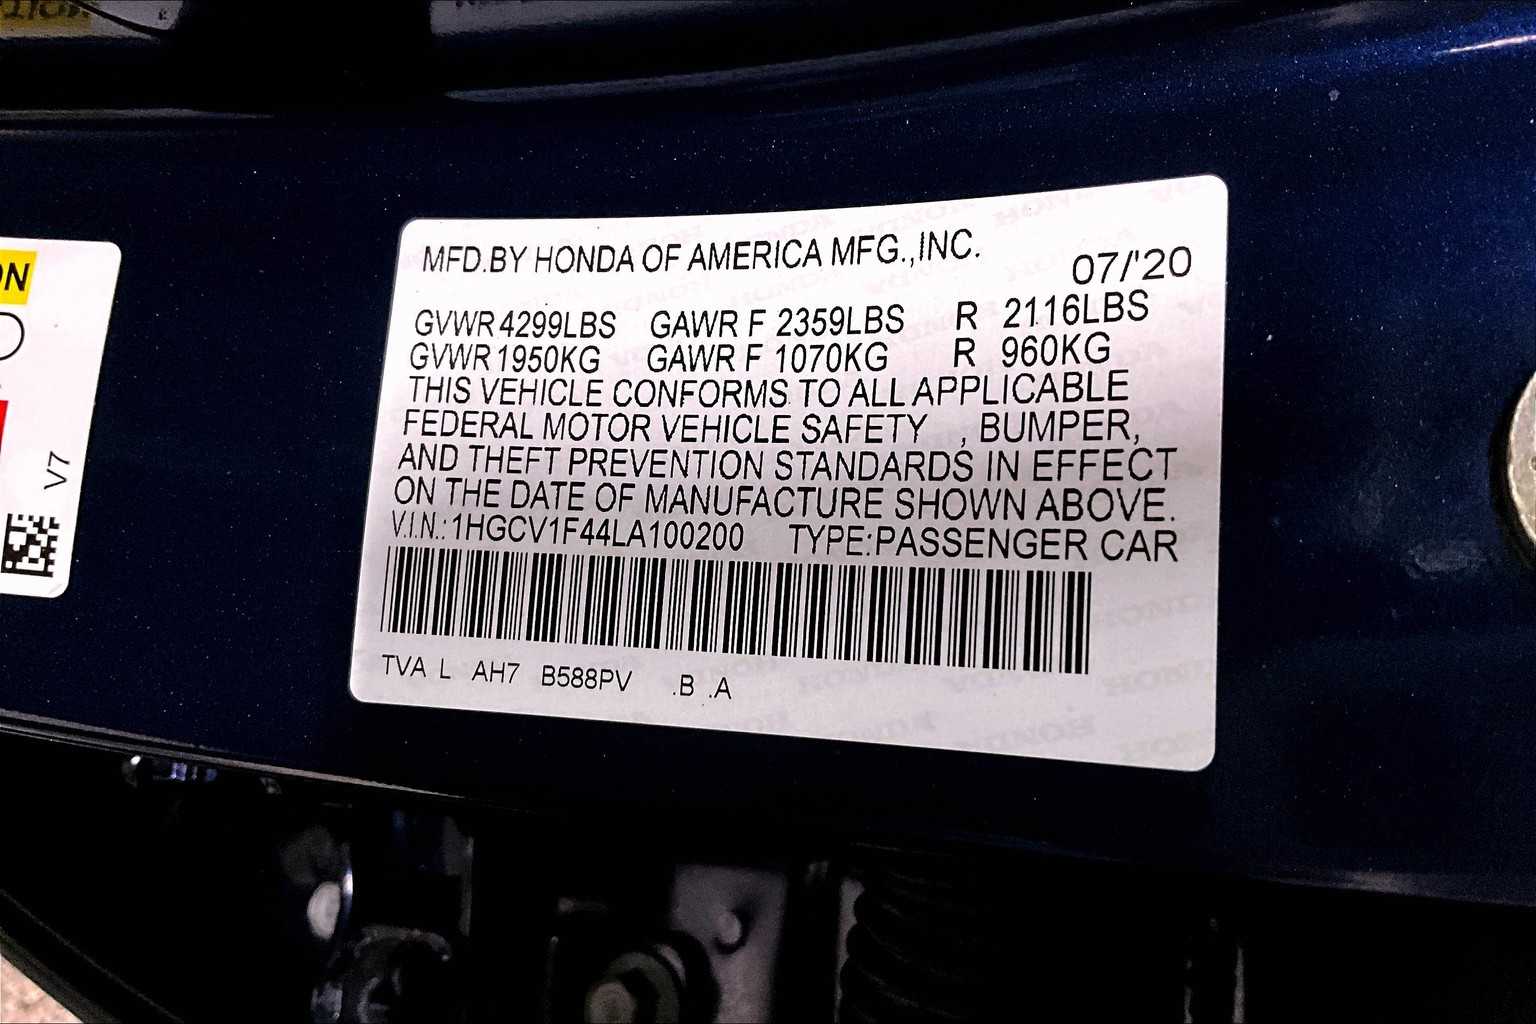 MFD.BY HONDA OF AMERICA MFG.,INC.
07/'20
GVWR 4299LBS GAWR F 2359LBS R 2116LBS
GVWR 1950KG GAWR F 1070KG R 960KG
THIS VEHICLE CONFORMS TO ALL APPLICABLE
FEDERAL MOTOR VEHICLE SAFETY , BUMPER,
AND THEFT PREVENTION STANDARDS IN EFFECT
ON THE DATE OF MANUFACTURE SHOWN ABOVE.
V.I.N.: 1HGCV1F44LA100200 TYPE:PASSENGER CAR
TVA L AH7 B588PV .B .A
V7